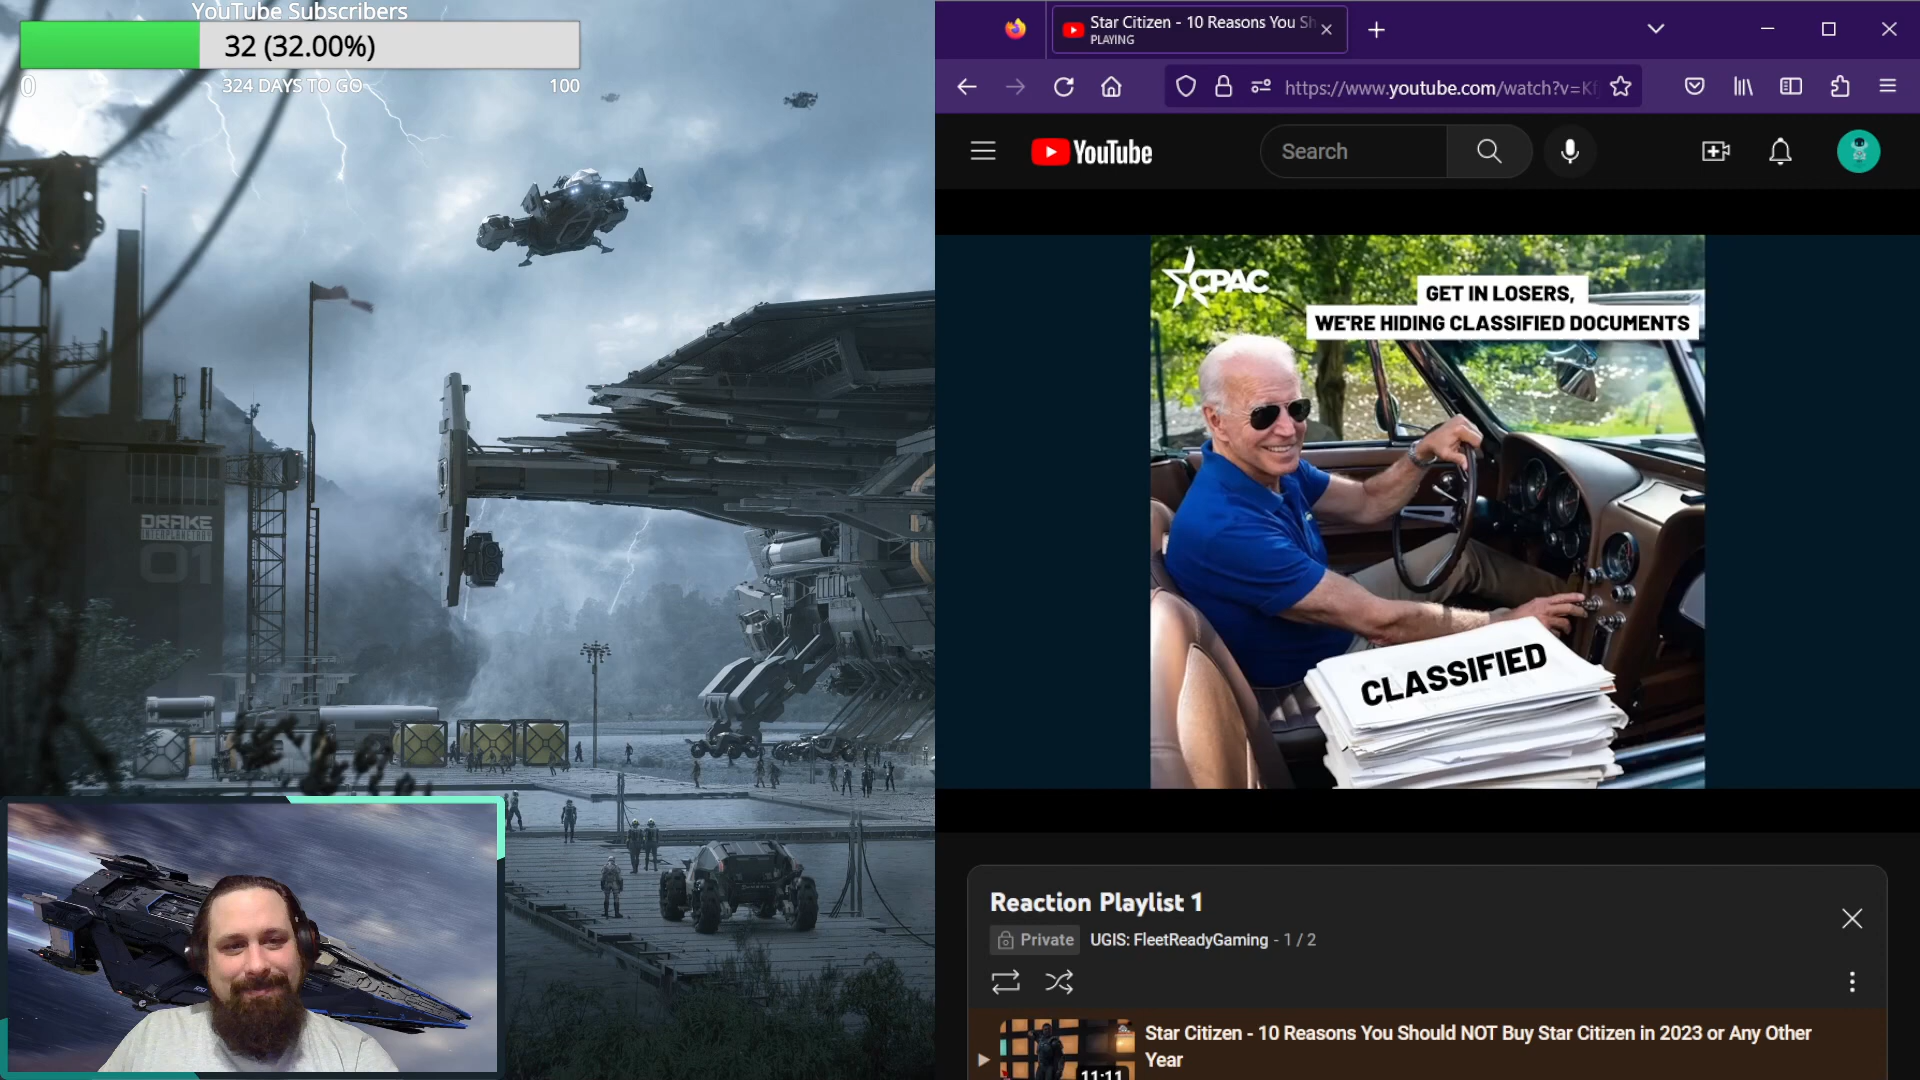 YouTube Subscribers
32 (32.00%)
0
324 DAYS TO GO
100
DRAKE
INTERPLANETARY
01
Star Citizen - 10 Reasons You Sh
PLAYING
https://www.youtube.com/watch?v=Kf
YouTube
Search
CPAC
GET IN LOSERS,
WE'RE HIDING CLASSIFIED DOCUMENTS
CLASSIFIED
Reaction Playlist 1
Private
UGIS: FleetReadyGaming - 1 / 2
Star Citizen - 10 Reasons You Should NOT Buy Star Citizen in 2023 or Any Other
Year
11:11